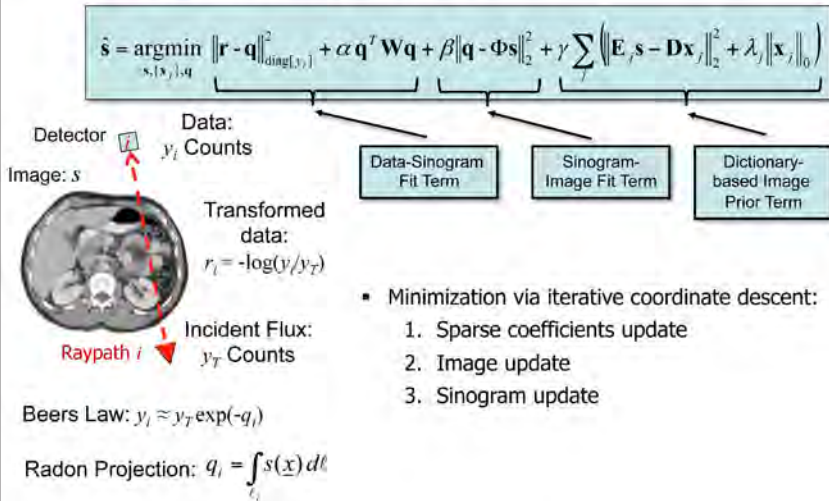 ŝ = argmin ‖r - q‖²_diag[y_i] + α qᵀ Wq + β‖q - Φs‖²₂ + γ ∑_j (‖E_j s − Dx_j‖²₂ + λ_j‖x_j‖₀)
s,{x_j},q
Data-Sinogram
Fit Term
Sinogram-
Image Fit Term
Dictionary-
based Image
Prior Term
Detector
i
Data:
y_i Counts
Image: s
Transformed
data:
r_i = -log(y_i/y_T)
Incident Flux:
y_T Counts
Raypath i
Beers Law: y_i ≈ y_T exp(-q_i)
Radon Projection: q_i = ∫_ℓ_i s(x) dℓ
▪ Minimization via iterative coordinate descent:
1. Sparse coefficients update
2. Image update
3. Sinogram update